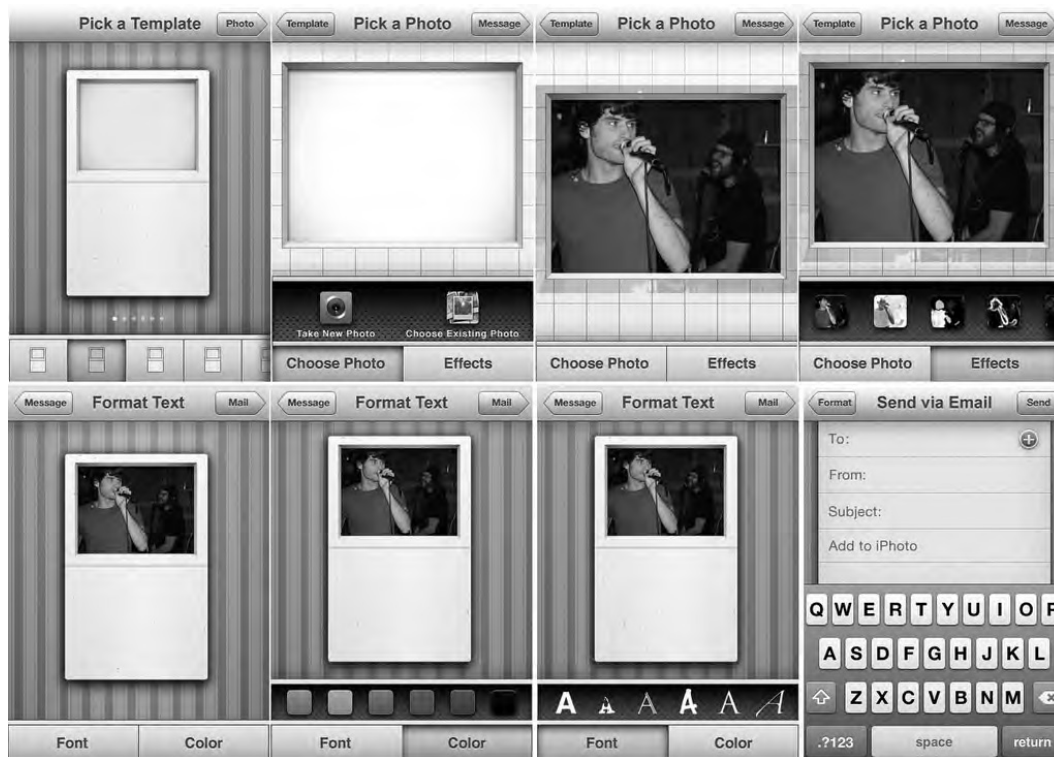 Pick a Template Photo
Template Pick a Photo Message
Template Pick a Photo Message
Template Pick a Photo Message
Take New Photo Choose Existing Photo
Choose Photo Effects
Choose Photo Effects
Choose Photo Effects
Message Format Text Mail
Message Format Text Mail
Message Format Text Mail
Format Send via Email Send
To:
From:
Subject:
Add to iPhoto
Q W E R T Y U I O P
A S D F G H J K L
Z X C V B N M
.?123 space return
A A A A A A
Font Color
Font Color
Font Color